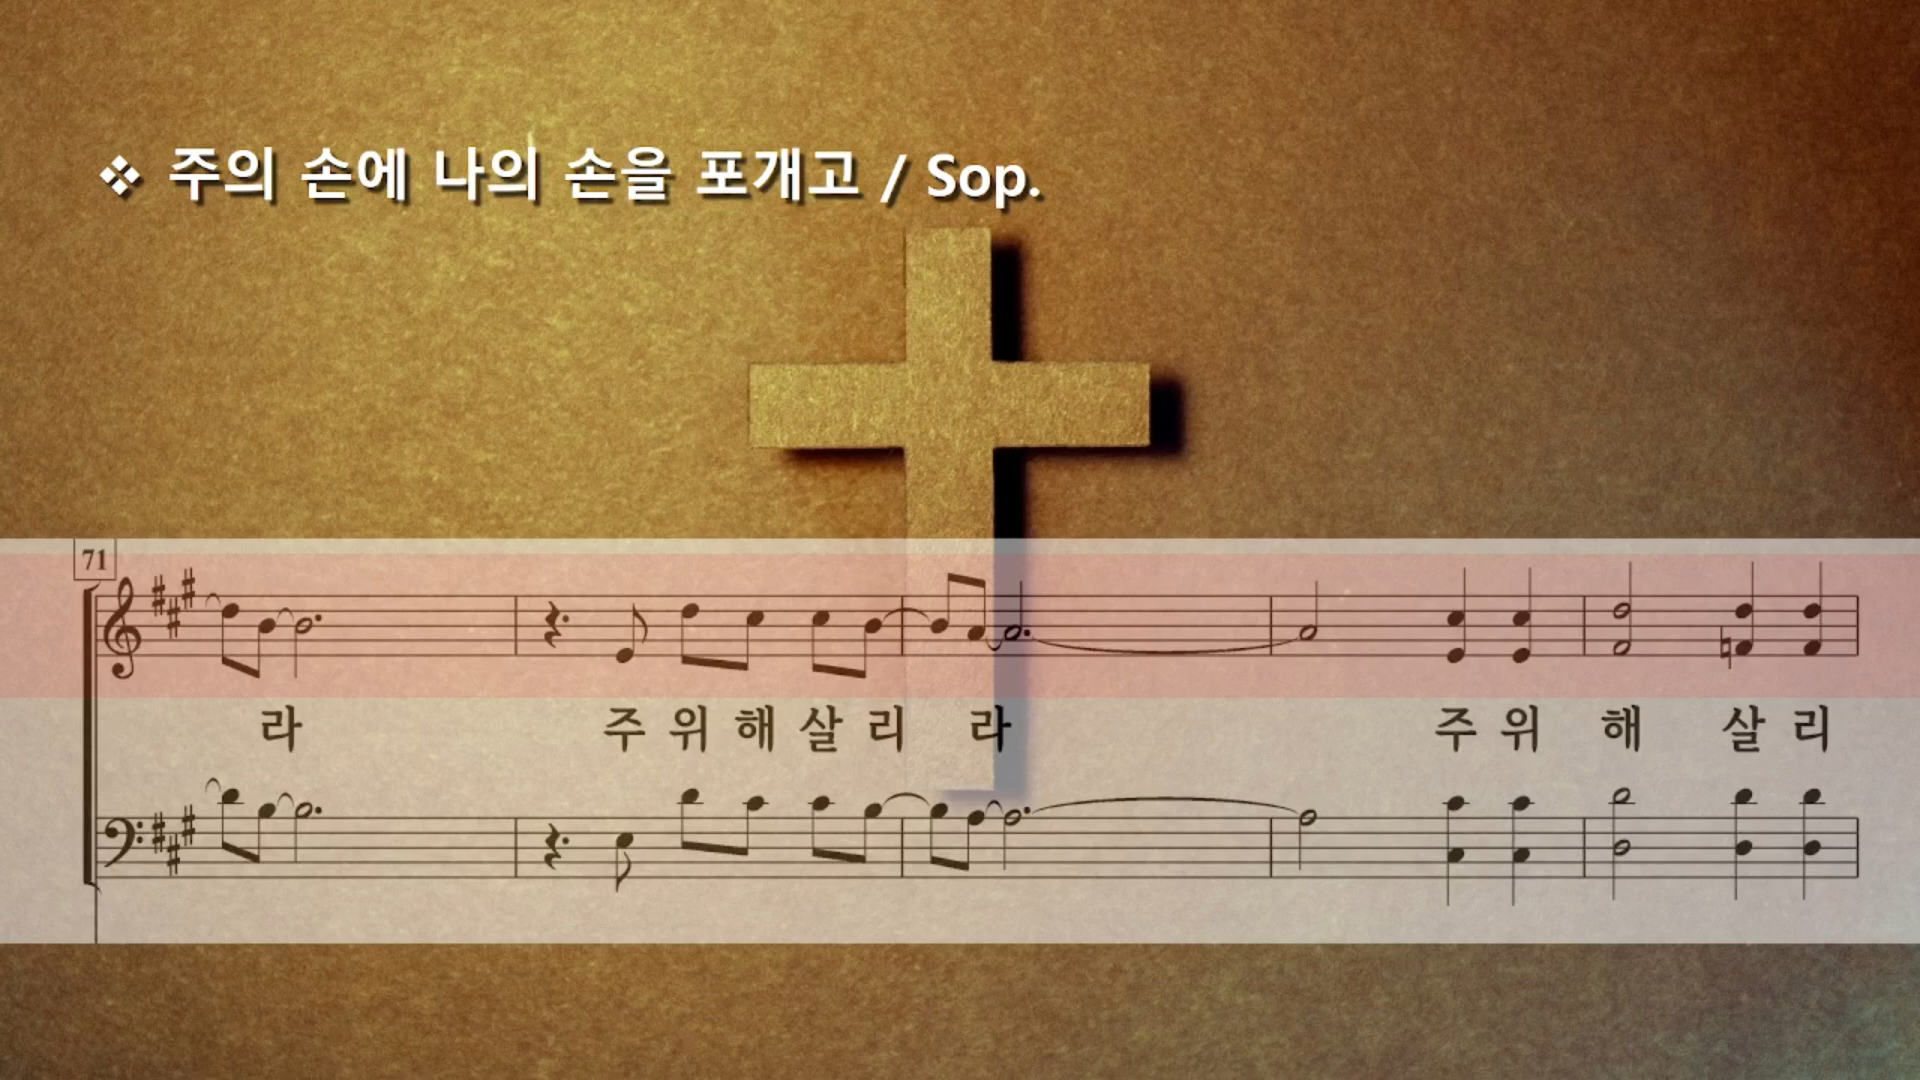 ❖ 주의 손에 나의 손을 포개고 / Sop.
71
라 주 위 해 살 리 라 주 위 해 살 리